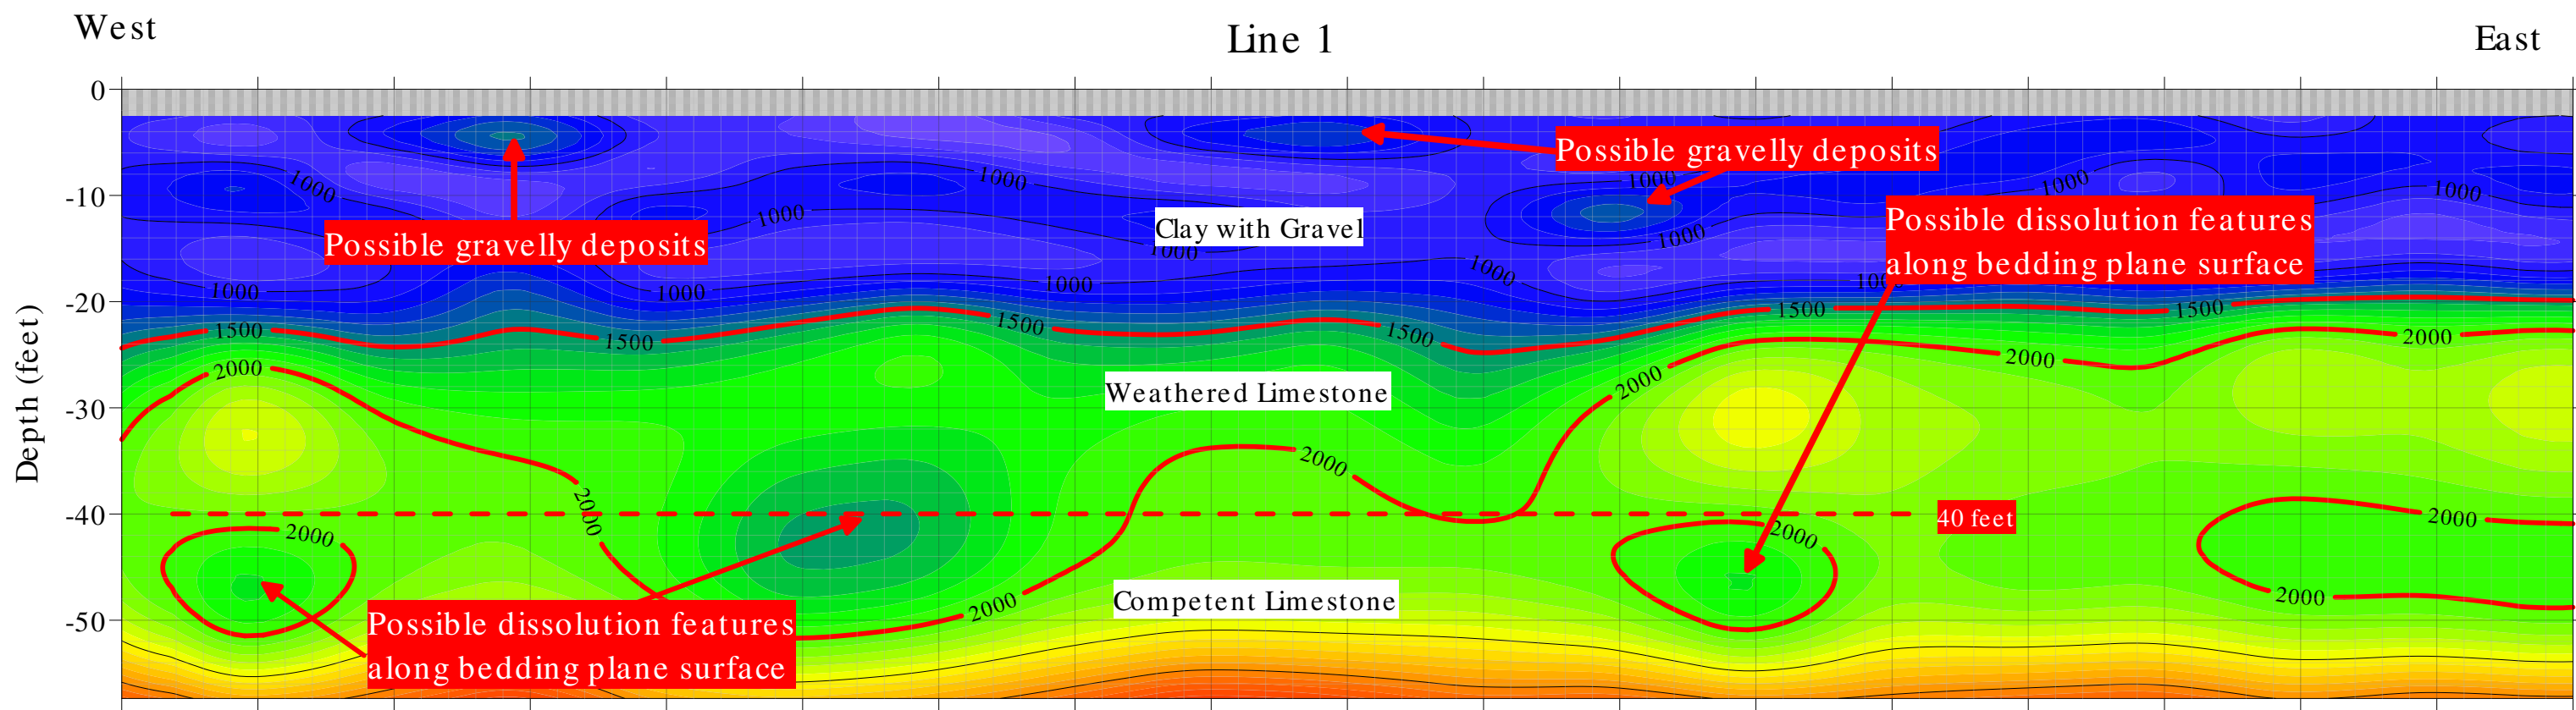 West
Line 1
East
0
-10
-20
-30
-40
-50
Depth (feet)
Possible gravelly deposits
1000
1000
1000
1000
1000
1000
Possible gravelly deposits
1000
1000
Clay with Gravel
1000
1000
Possible dissolution features
along bedding plane surface
1000
1000
1000
1000
1500
1500
1500
1500
1500
1500
2000
2000
2000
2000
Weathered Limestone
2000
2000
40 feet
2000
2000
2000
2000
2000
Competent Limestone
Possible dissolution features
along bedding plane surface